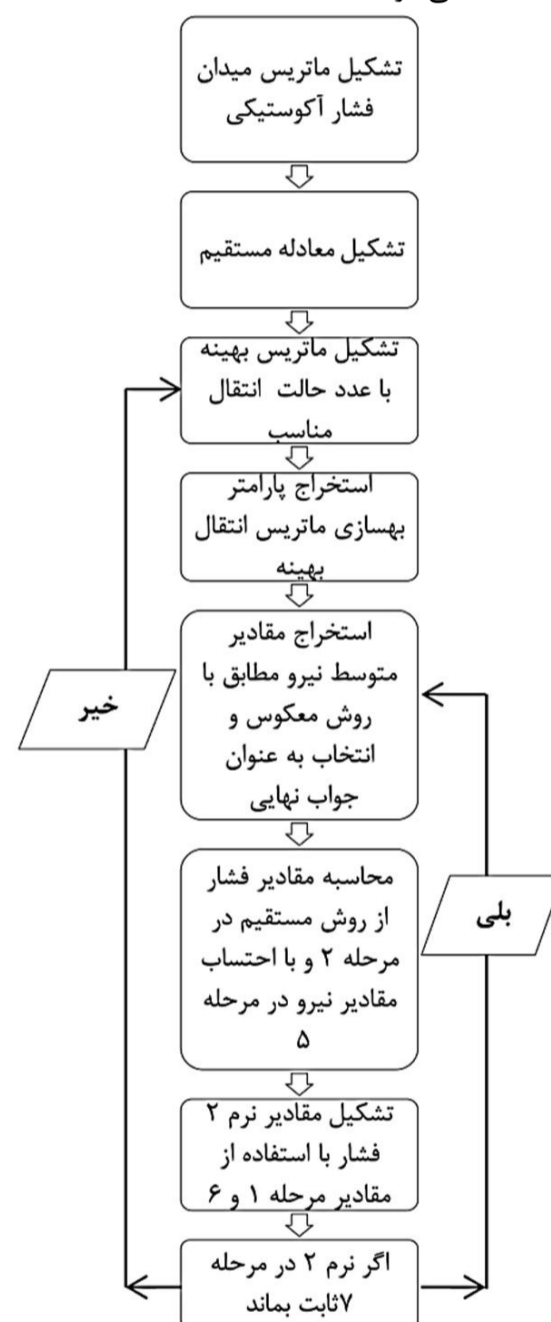 تشکیل ماتریس میدان
فشار آکوستیکی
تشکیل معادله مستقیم
تشکیل ماتریس بهینه
با عدد حالت انتقال
مناسب
استخراج پارامتر
بهسازی ماتریس انتقال
بهینه
استخراج مقادیر
متوسط نیرو مطابق با
روش معکوس و
انتخاب به عنوان
جواب نهایی
خیر
محاسبه مقادیر فشار
از روش مستقیم در
مرحله ۲ و با احتساب
مقادیر نیرو در مرحله
۵
بلی
تشکیل مقادیر نرم ۲
فشار با استفاده از
مقادیر مرحله ۱ و ۶
اگر نرم ۲ در مرحله
۷ثابت بماند